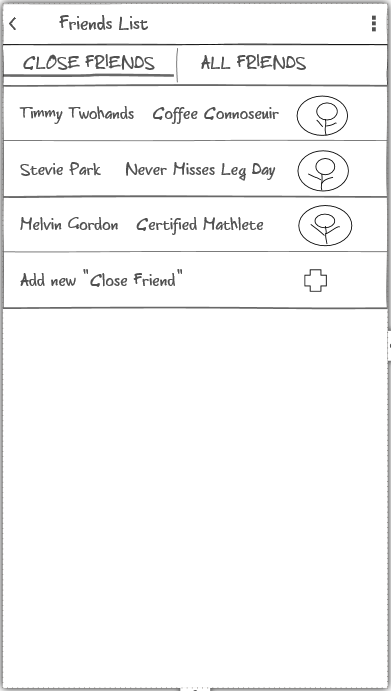 Friends List
CLOSE FRIENDS ALL FRIENDS
Timmy Twohands Coffee Connoseuir
Stevie Park Never Misses Leg Day
Melvin Gordon Certified Mathlete
Add new "Close Friend"